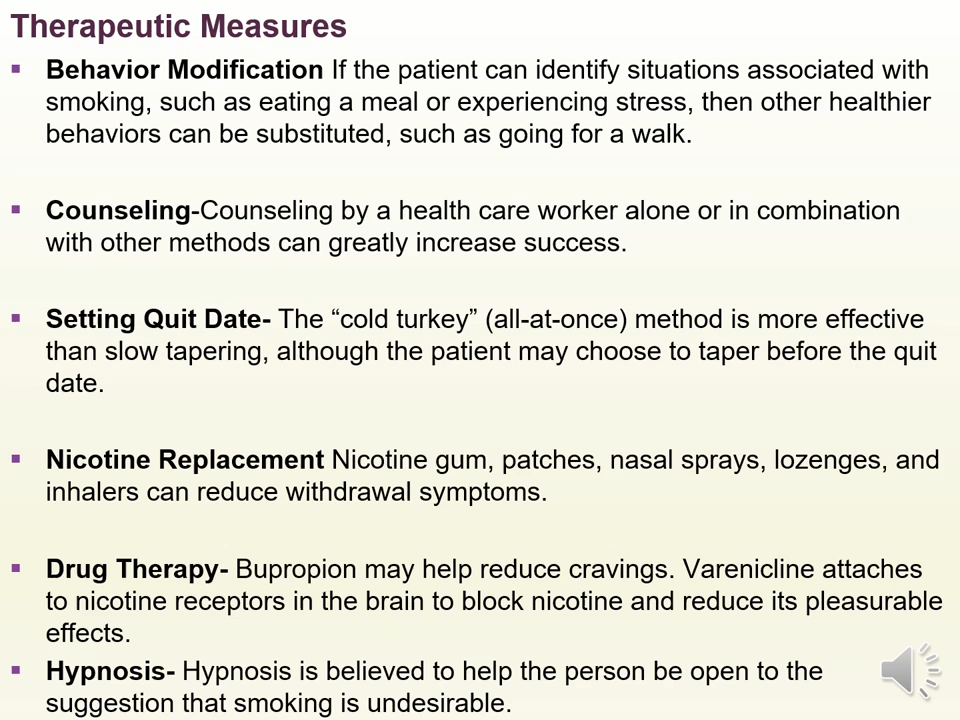 Therapeutic Measures
▪ Behavior Modification If the patient can identify situations associated with
smoking, such as eating a meal or experiencing stress, then other healthier
behaviors can be substituted, such as going for a walk.
▪ Counseling-Counseling by a health care worker alone or in combination
with other methods can greatly increase success.
▪ Setting Quit Date- The “cold turkey” (all-at-once) method is more effective
than slow tapering, although the patient may choose to taper before the quit
date.
▪ Nicotine Replacement Nicotine gum, patches, nasal sprays, lozenges, and
inhalers can reduce withdrawal symptoms.
▪ Drug Therapy- Bupropion may help reduce cravings. Varenicline attaches
to nicotine receptors in the brain to block nicotine and reduce its pleasurable
effects.
▪ Hypnosis- Hypnosis is believed to help the person be open to the
suggestion that smoking is undesirable.